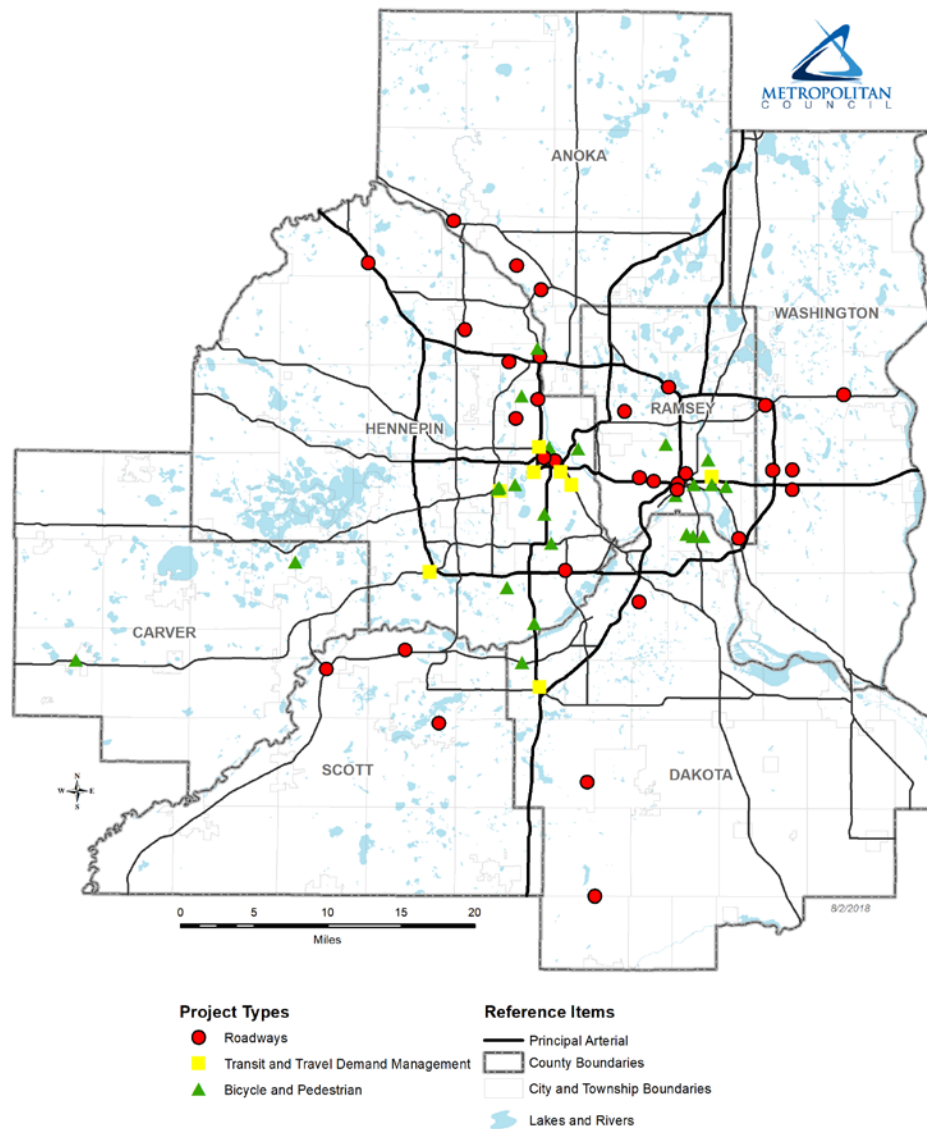 METROPOLITAN
COUNCIL
ANOKA
WASHINGTON
RAMSEY
HENNEPIN
CARVER
SCOTT
DAKOTA
N
W E
S
8/2/2018
0 5 10 15 20
Miles
Project Types
Roadways
Transit and Travel Demand Management
Bicycle and Pedestrian
Reference Items
Principal Arterial
County Boundaries
City and Township Boundaries
Lakes and Rivers